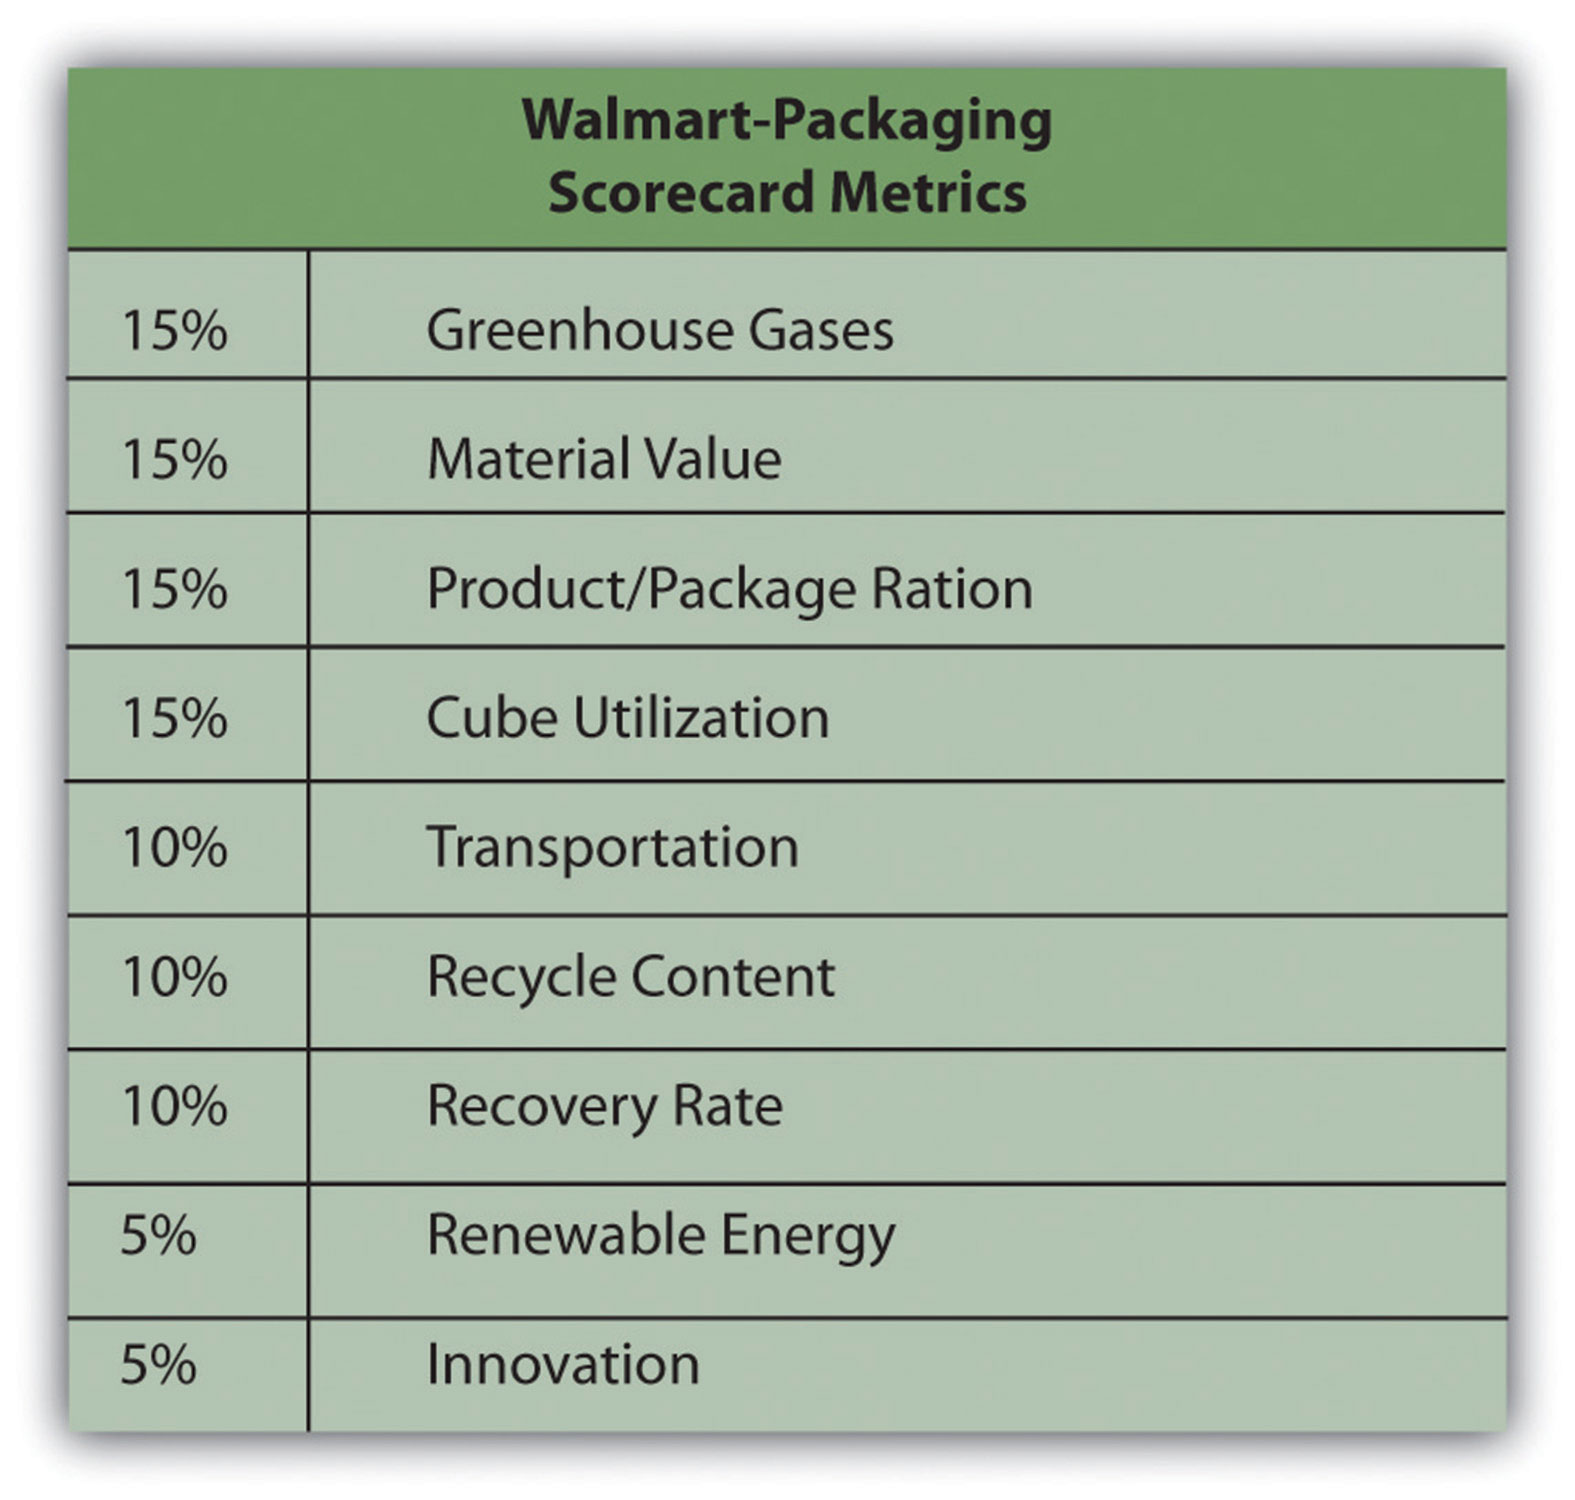 Walmart-Packaging
Scorecard Metrics
15% Greenhouse Gases
15% Material Value
15% Product/Package Ration
15% Cube Utilization
10% Transportation
10% Recycle Content
10% Recovery Rate
5% Renewable Energy
5% Innovation